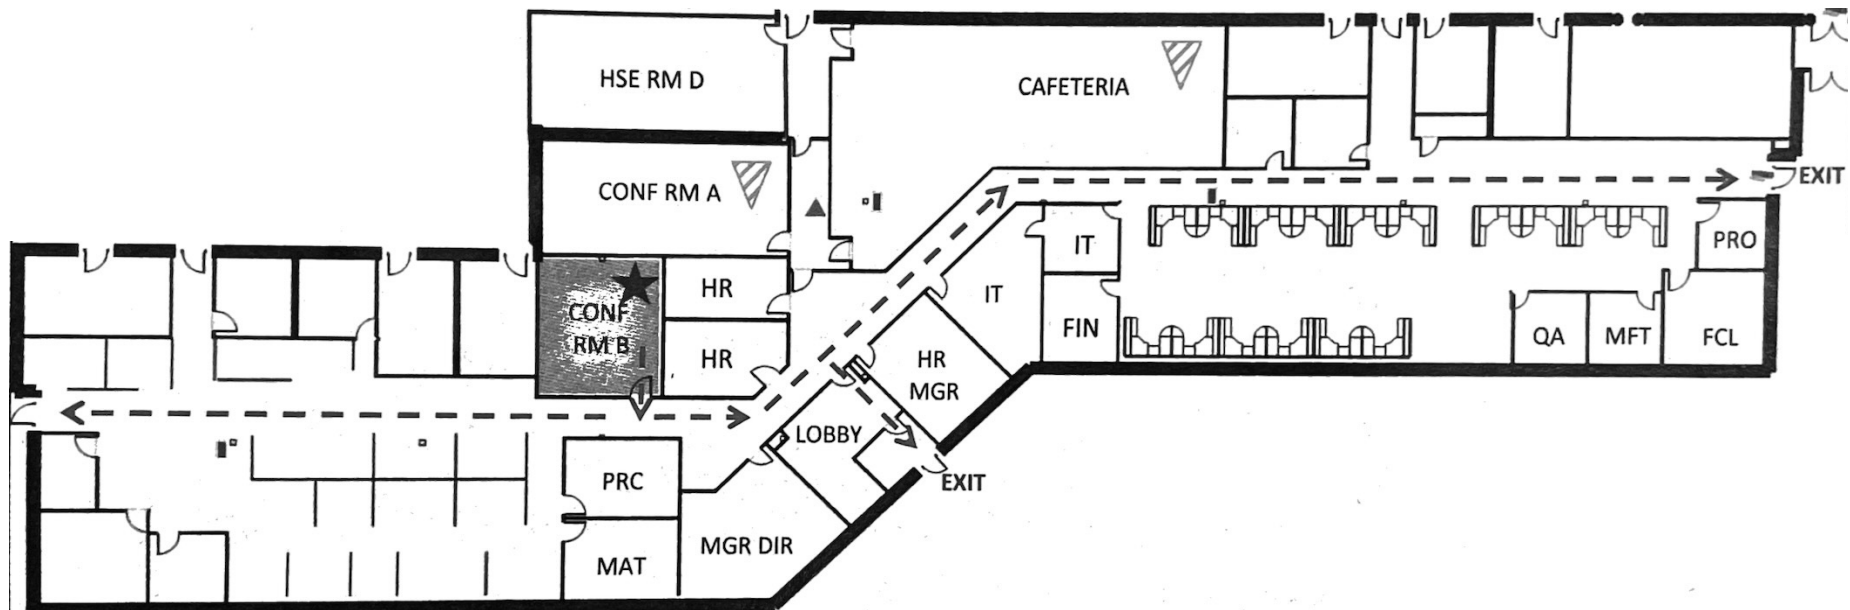 HSE RM D
CAFETERIA
CONF RM A
EXIT
HR
IT
PRO
CONF
RM B
IT
HR
FIN
QA
MFT
FCL
HR
MGR
LOBBY
PRC
EXIT
MGR DIR
MAT